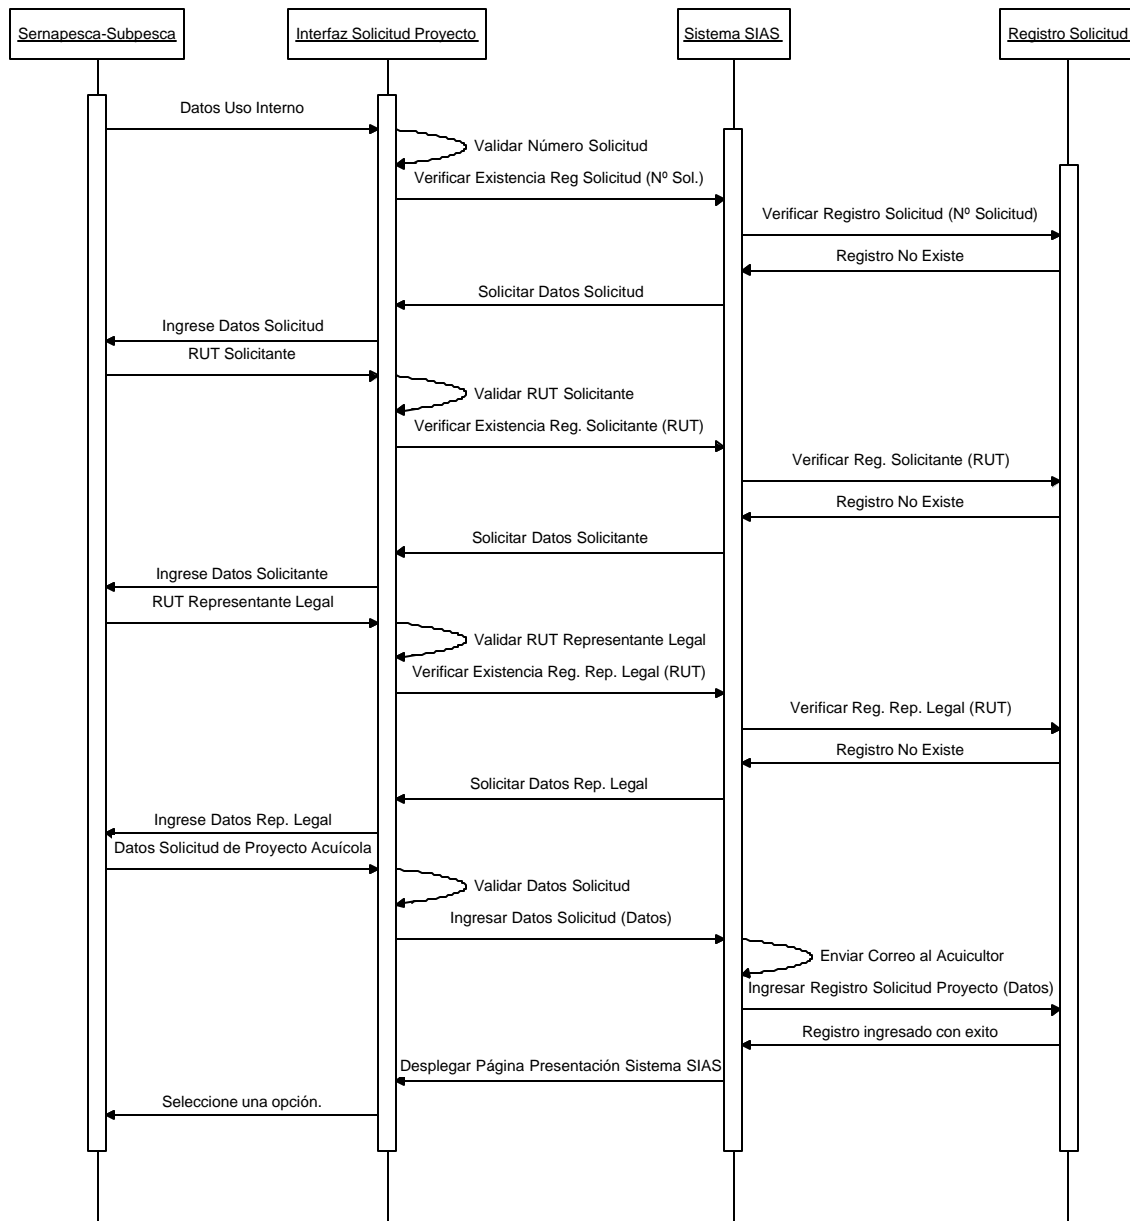 Sernapesca-Subpesca
Interfaz Solicitud Proyecto
Sistema SIAS
Registro Solicitud
Datos Uso Interno
Validar Número Solicitud
Verificar Existencia Reg Solicitud (Nº Sol.)
Verificar Registro Solicitud (Nº Solicitud)
Registro No Existe
Solicitar Datos Solicitud
Ingrese Datos Solicitud
RUT Solicitante
Validar RUT Solicitante
Verificar Existencia Reg. Solicitante (RUT)
Verificar Reg. Solicitante (RUT)
Registro No Existe
Solicitar Datos Solicitante
Ingrese Datos Solicitante
RUT Representante Legal
Validar RUT Representante Legal
Verificar Existencia Reg. Rep. Legal (RUT)
Verificar Reg. Rep. Legal (RUT)
Registro No Existe
Solicitar Datos Rep. Legal
Ingrese Datos Rep. Legal
Datos Solicitud de Proyecto Acuícola
Validar Datos Solicitud
Ingresar Datos Solicitud (Datos)
Enviar Correo al Acuicultor
Ingresar Registro Solicitud Proyecto (Datos)
Registro ingresado con exito
Desplegar Página Presentación Sistema SIAS
Seleccione una opción.